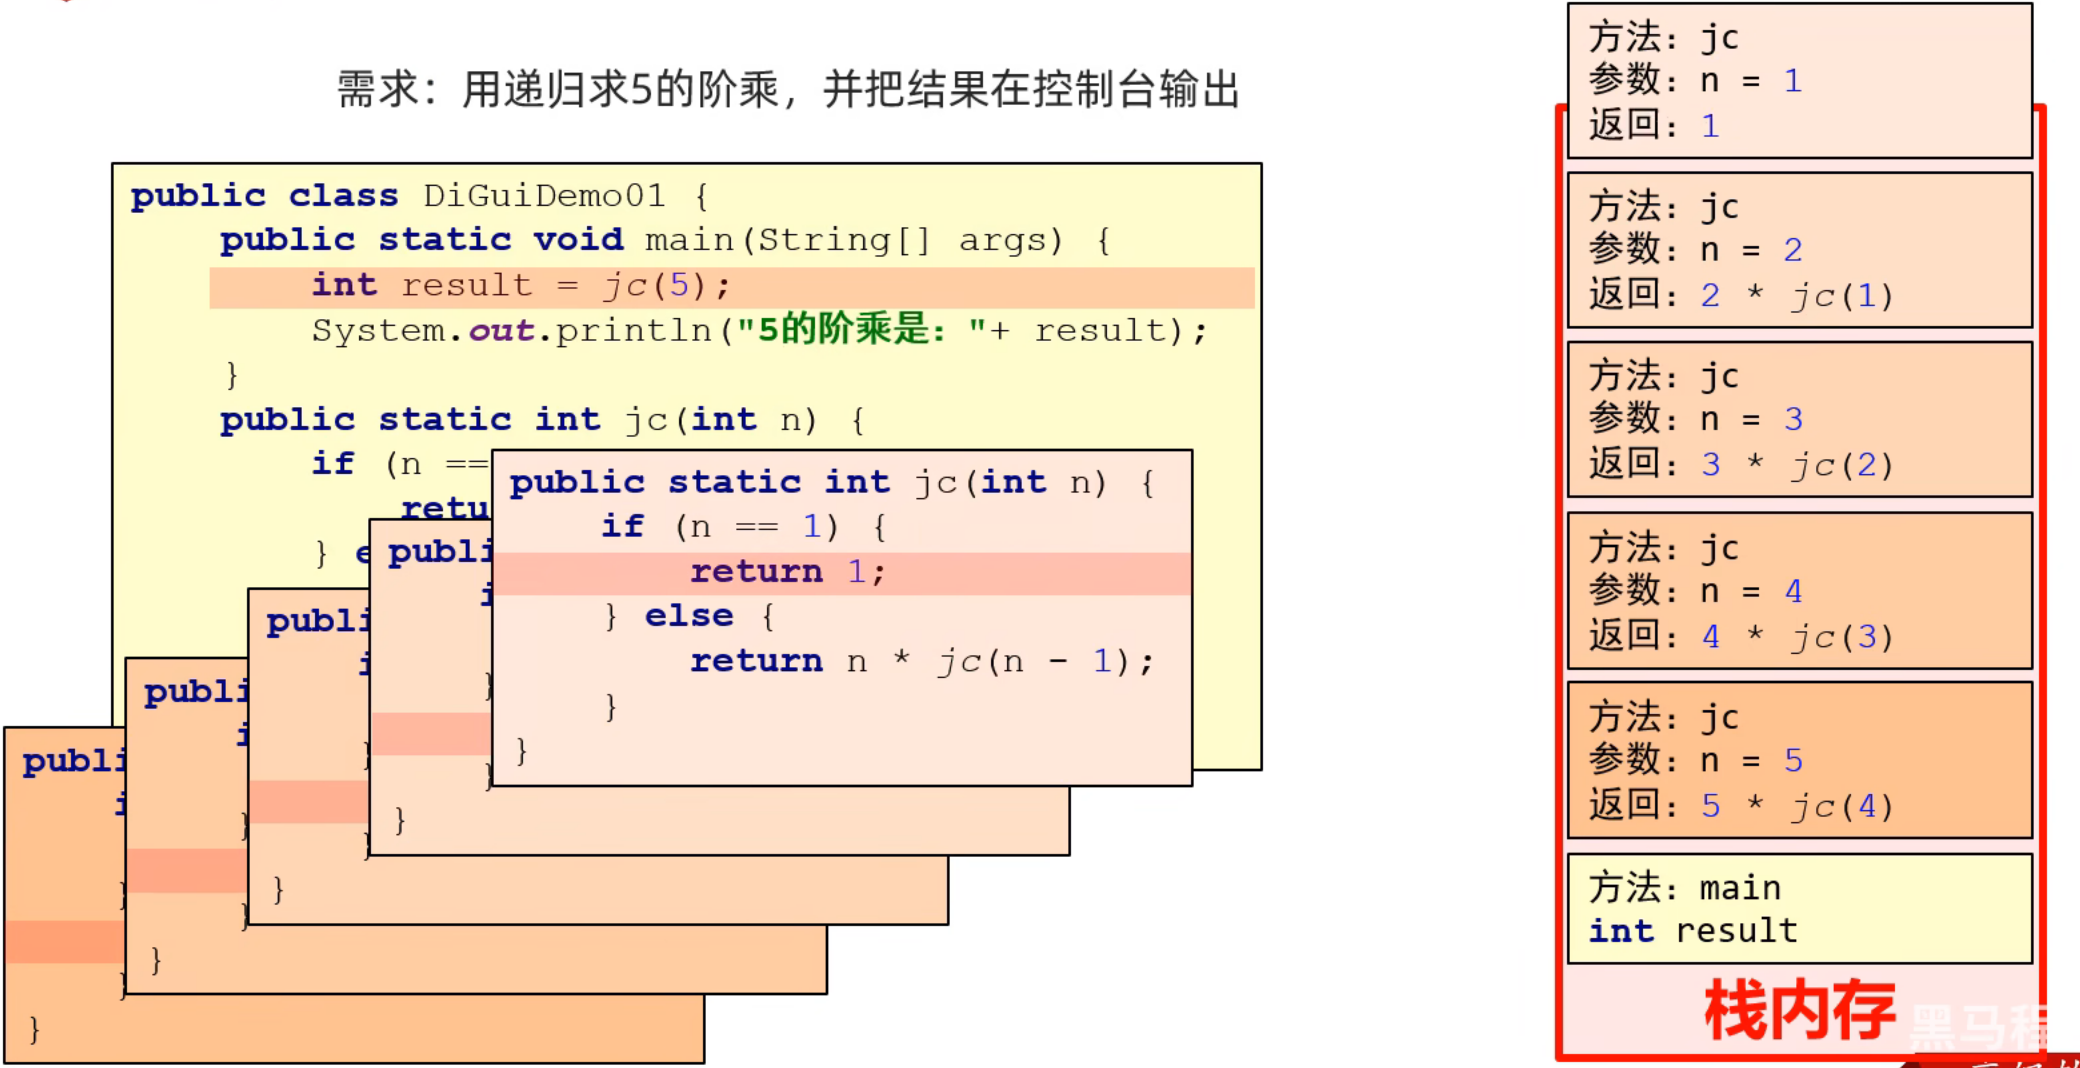 需求：用递归求5的阶乘，并把结果在控制台输出
public class DiGuiDemo01 {
public static void main(String[] args) {
int result = jc(5);
System.out.println("5的阶乘是："+ result);
}
public static int jc(int n) {
if (n ==
retu
} e
public static int jc(int n) {
if (n == 1) {
return 1;
} else {
return n * jc(n - 1);
}
}
publi
i
}
}
}
publi
i
}
}
}
publi
i
}
}
}
publi
i
}
}
}
方法：jc
参数：n = 1
返回：1
方法：jc
参数：n = 2
返回：2 * jc(1)
方法：jc
参数：n = 3
返回：3 * jc(2)
方法：jc
参数：n = 4
返回：4 * jc(3)
方法：jc
参数：n = 5
返回：5 * jc(4)
方法：main
int result
栈内存
黑马程